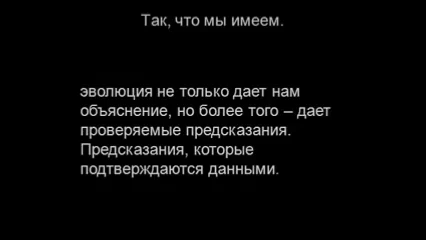 Так, что мы имеем.
эволюция не только дает нам
объяснение, но более того – дает
проверяемые предсказания.
Предсказания, которые
подтверждаются данными.